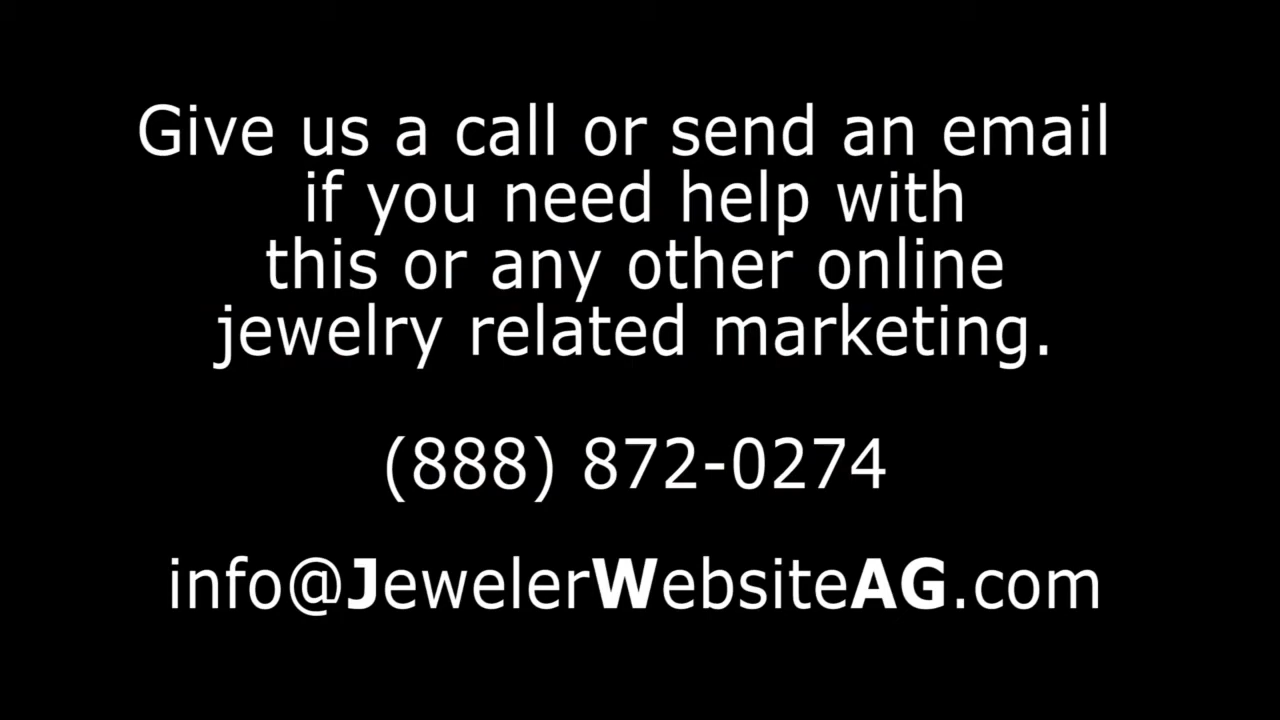 Give us a call or send an email
if you need help with
this or any other online
jewelry related marketing.
(888) 872-0274
info@JewelerWebsiteAG.com